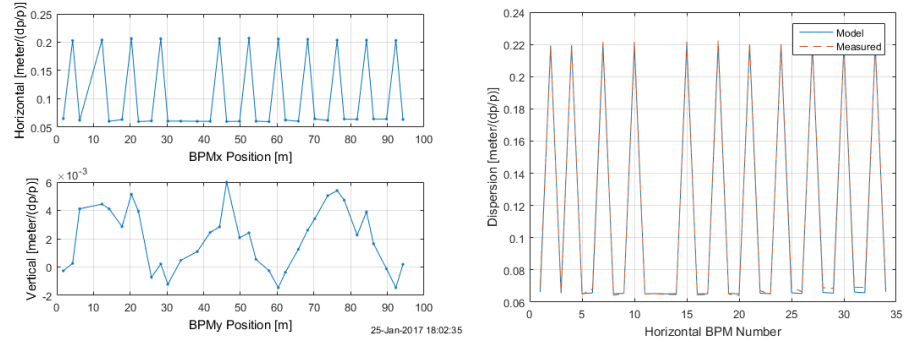 0.25
0.2
0.15
0.1
0.05
Horizontal [meter/(dp/p)]
0 10 20 30 40 50 60 70 80 90 100
BPMx Position [m]
× 10⁻³
6
4
2
0
-2
Vertical [meter/(dp/p)]
0 10 20 30 40 50 60 70 80 90 100
BPMy Position [m]
25-Jan-2017 18:02:35
0.24
0.22
0.2
0.18
0.16
0.14
0.12
0.1
0.08
0.06
Dispersion [meter/(dp/p)]
Model
Measured
0 5 10 15 20 25 30 35
Horizontal BPM Number